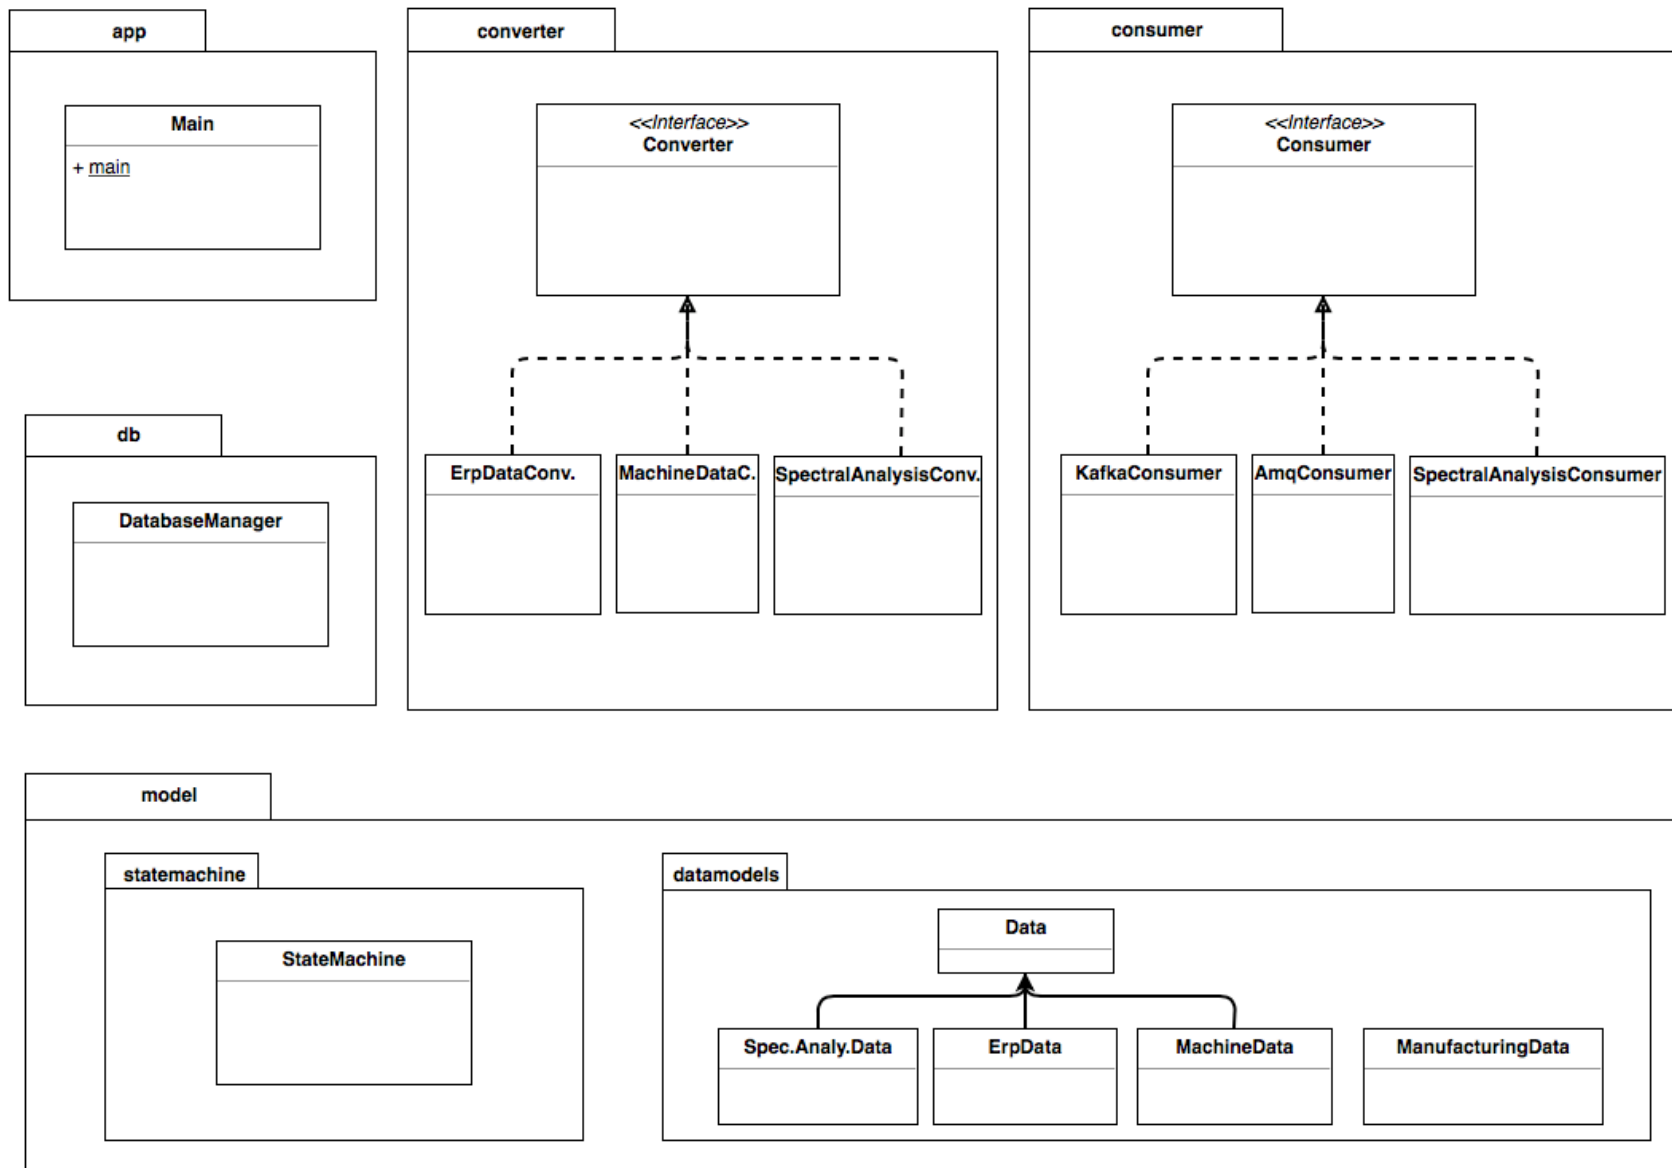 app
Main
+ main
converter
<<Interface>>
Converter
ErpDataConv.
MachineDataC.
SpectralAnalysisConv.
consumer
<<Interface>>
Consumer
KafkaConsumer
AmqConsumer
SpectralAnalysisConsumer
db
DatabaseManager
model
statemachine
StateMachine
datamodels
Data
Spec.Analy.Data
ErpData
MachineData
ManufacturingData